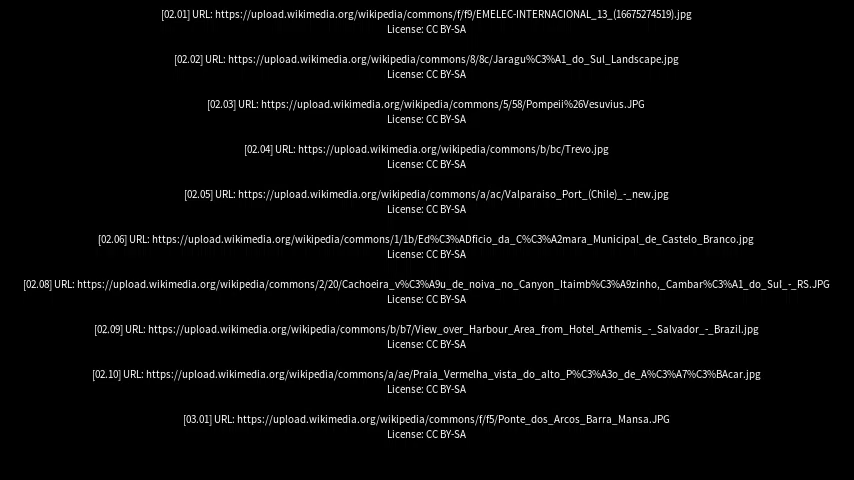 [02.01] URL: https://upload.wikimedia.org/wikipedia/commons/f/f9/EMELEC-INTERNACIONAL_13_(16675274519).jpg
License: CC BY-SA
[02.02] URL: https://upload.wikimedia.org/wikipedia/commons/8/8c/Jaragu%C3%A1_do_Sul_Landscape.jpg
License: CC BY-SA
[02.03] URL: https://upload.wikimedia.org/wikipedia/commons/5/58/Pompeii%26Vesuvius.JPG
License: CC BY-SA
[02.04] URL: https://upload.wikimedia.org/wikipedia/commons/b/bc/Trevo.jpg
License: CC BY-SA
[02.05] URL: https://upload.wikimedia.org/wikipedia/commons/a/ac/Valparaiso_Port_(Chile)_-_new.jpg
License: CC BY-SA
[02.06] URL: https://upload.wikimedia.org/wikipedia/commons/1/1b/Ed%C3%ADficio_da_C%C3%A2mara_Municipal_de_Castelo_Branco.jpg
License: CC BY-SA
[02.08] URL: https://upload.wikimedia.org/wikipedia/commons/2/20/Cachoeira_v%C3%A9u_de_noiva_no_Canyon_Itaimb%C3%A9zinho,_Cambar%C3%A1_do_Sul_-_RS.JPG
License: CC BY-SA
[02.09] URL: https://upload.wikimedia.org/wikipedia/commons/b/b7/View_over_Harbour_Area_from_Hotel_Arthemis_-_Salvador_-_Brazil.jpg
License: CC BY-SA
[02.10] URL: https://upload.wikimedia.org/wikipedia/commons/a/ae/Praia_Vermelha_vista_do_alto_P%C3%A3o_de_A%C3%A7%C3%BAcar.jpg
License: CC BY-SA
[03.01] URL: https://upload.wikimedia.org/wikipedia/commons/f/f5/Ponte_dos_Arcos_Barra_Mansa.JPG
License: CC BY-SA